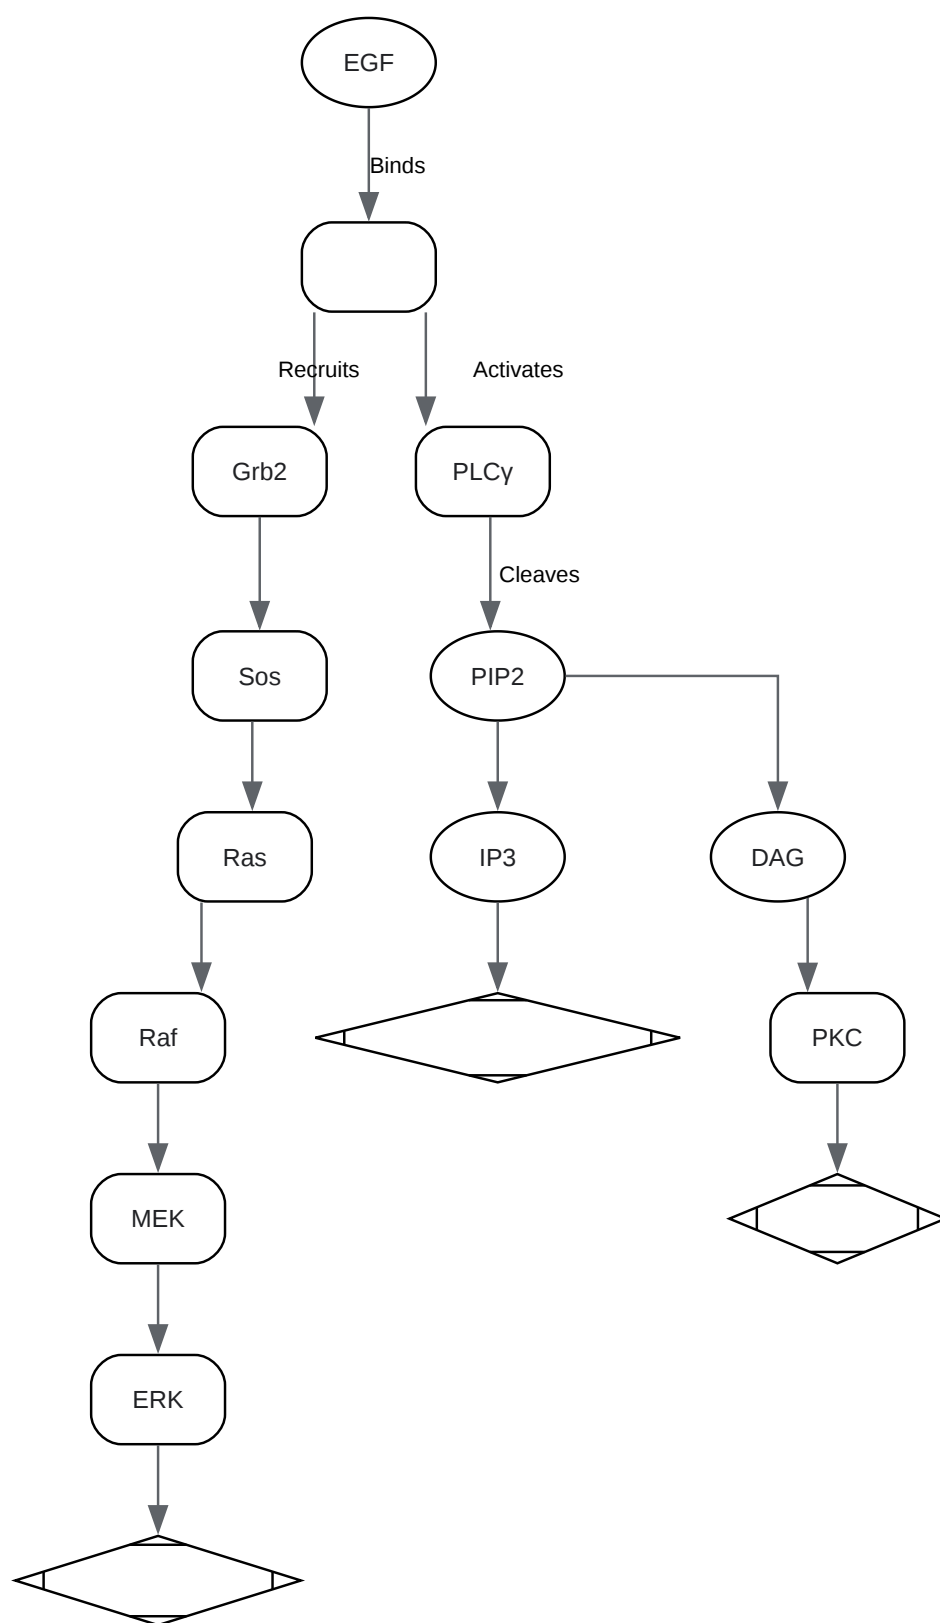 EGF
Binds
Recruits
Activates
Grb2
PLCγ
Cleaves
Sos
PIP2
Ras
IP3
DAG
Raf
PKC
MEK
ERK